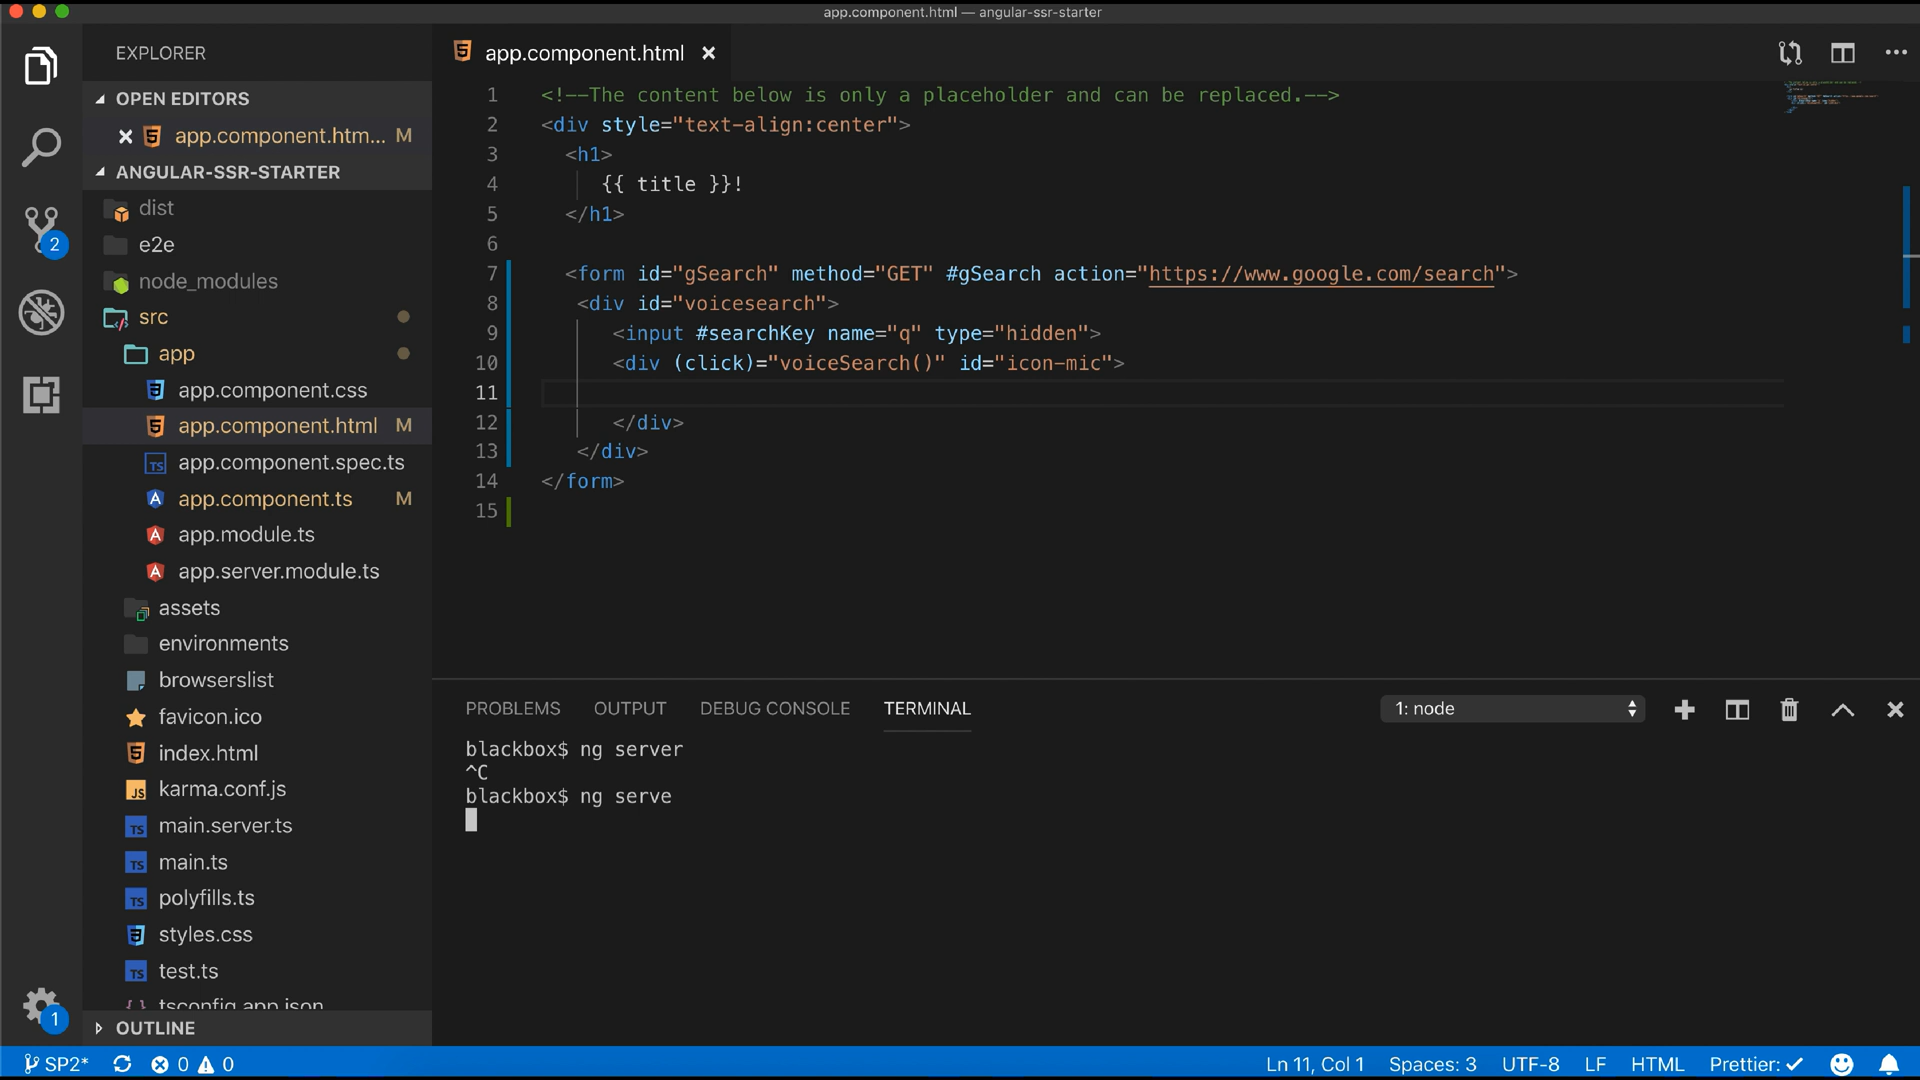 app.component.html — angular-ssr-starter
EXPLORER
OPEN EDITORS
app.component.htm... M
ANGULAR-SSR-STARTER
dist
e2e
node_modules
src
app
app.component.css
app.component.html M
app.component.spec.ts
app.component.ts M
app.module.ts
app.server.module.ts
assets
environments
browserslist
favicon.ico
index.html
karma.conf.js
main.server.ts
main.ts
polyfills.ts
styles.css
test.ts
tsconfig.app.json
OUTLINE
2
1
app.component.html
1 <!--The content below is only a placeholder and can be replaced.-->
2 <div style="text-align:center">
3 <h1>
4 {{ title }}!
5 </h1>
6
7 <form id="gSearch" method="GET" #gSearch action="https://www.google.com/search">
8 <div id="voicesearch">
9 <input #searchKey name="q" type="hidden">
10 <div (click)="voiceSearch()" id="icon-mic">
11
12 </div>
13 </div>
14 </form>
15
PROBLEMS OUTPUT DEBUG CONSOLE TERMINAL 1: node
blackbox$ ng server
^C
blackbox$ ng serve
SP2* 0 0 Ln 11, Col 1 Spaces: 3 UTF-8 LF HTML Prettier: ✓